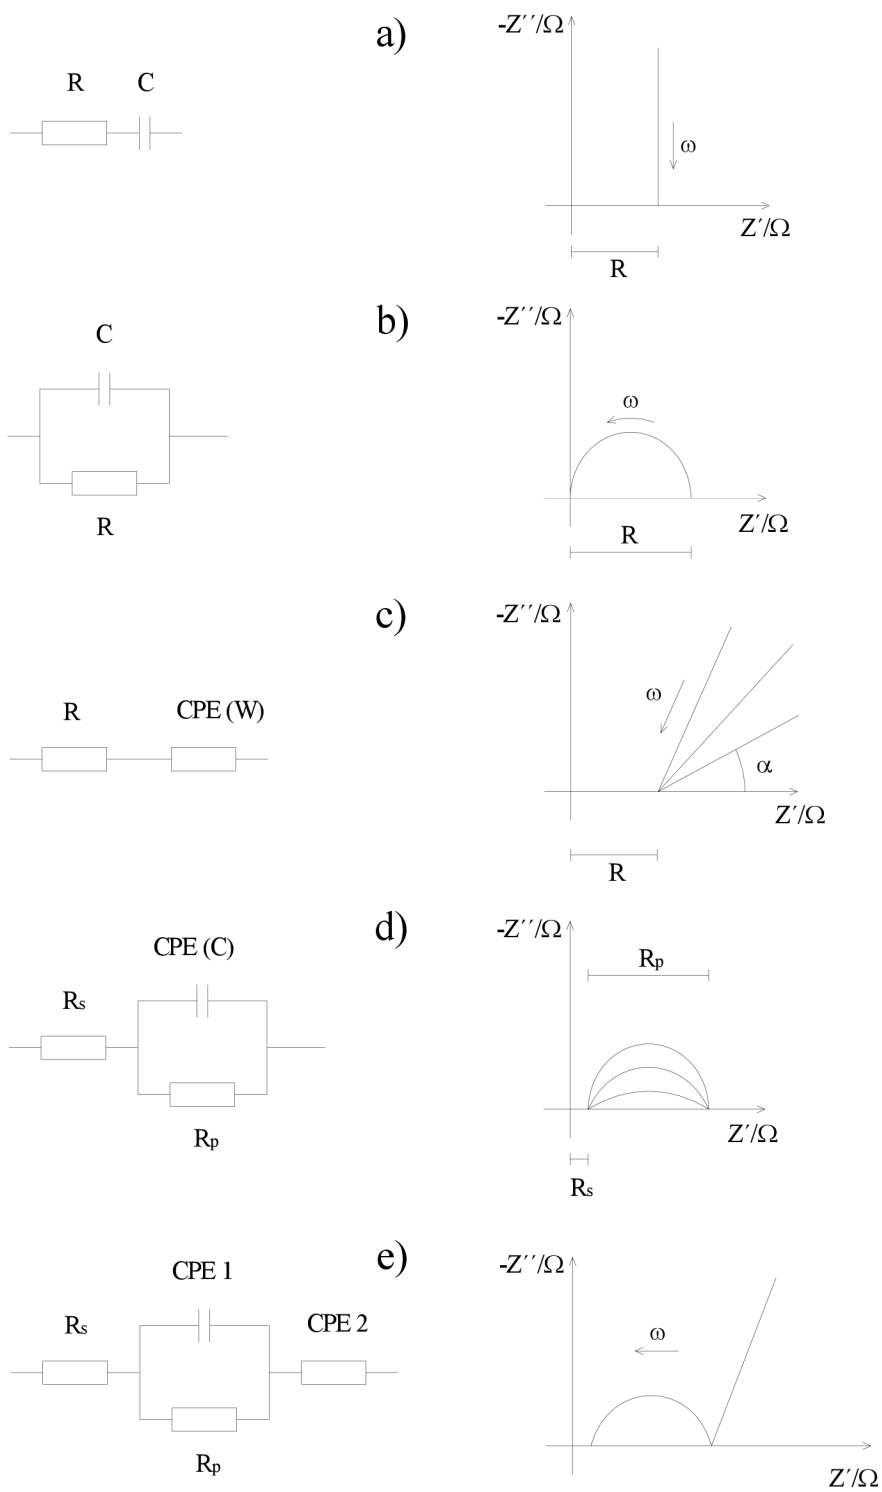 a)
R C
-Z´´/Ω
ω
Z´/Ω
R
b)
C
R
-Z´´/Ω
ω
Z´/Ω
R
c)
R CPE (W)
-Z´´/Ω
ω
α
Z´/Ω
R
d)
CPE (C)
Rs
Rp
-Z´´/Ω
Rp
Z´/Ω
Rs
e)
CPE 1
Rs CPE 2
Rp
-Z´´/Ω
ω
Z´/Ω